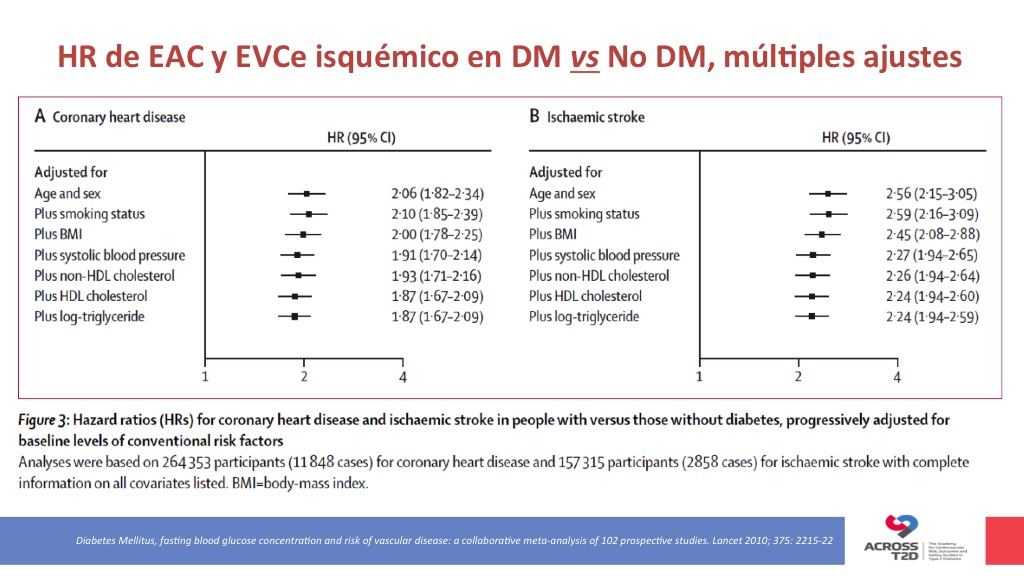 HR de EAC y EVCe isquémico en DM vs No DM, múltiples ajustes
A Coronary heart disease
HR (95% CI)
Adjusted for
Age and sex 2·06 (1·82–2·34)
Plus smoking status 2·10 (1·85–2·39)
Plus BMI 2·00 (1·78–2·25)
Plus systolic blood pressure 1·91 (1·70–2·14)
Plus non-HDL cholesterol 1·93 (1·71–2·16)
Plus HDL cholesterol 1·87 (1·67–2·09)
Plus log-triglyceride 1·87 (1·67–2·09)
1 2 4
B Ischaemic stroke
HR (95% CI)
Adjusted for
Age and sex 2·56 (2·15–3·05)
Plus smoking status 2·59 (2·16–3·09)
Plus BMI 2·45 (2·08–2·88)
Plus systolic blood pressure 2·27 (1·94–2·65)
Plus non-HDL cholesterol 2·26 (1·94–2·64)
Plus HDL cholesterol 2·24 (1·94–2·60)
Plus log-triglyceride 2·24 (1·94–2·59)
1 2 4
Figure 3: Hazard ratios (HRs) for coronary heart disease and ischaemic stroke in people with versus those without diabetes, progressively adjusted for
baseline levels of conventional risk factors
Analyses were based on 264 353 participants (11 848 cases) for coronary heart disease and 157 315 participants (2858 cases) for ischaemic stroke with complete
information on all covariates listed. BMI=body-mass index.
Diabetes Mellitus, fasting blood glucose concentration and risk of vascular disease: a collaborative meta-analysis of 102 prospective studies. Lancet 2010; 375: 2215-22
ACROSS
T2D
The Academy
for Cardiovascular
Risk, Outcomes and
Safety Studies in
Type 2 Diabetes